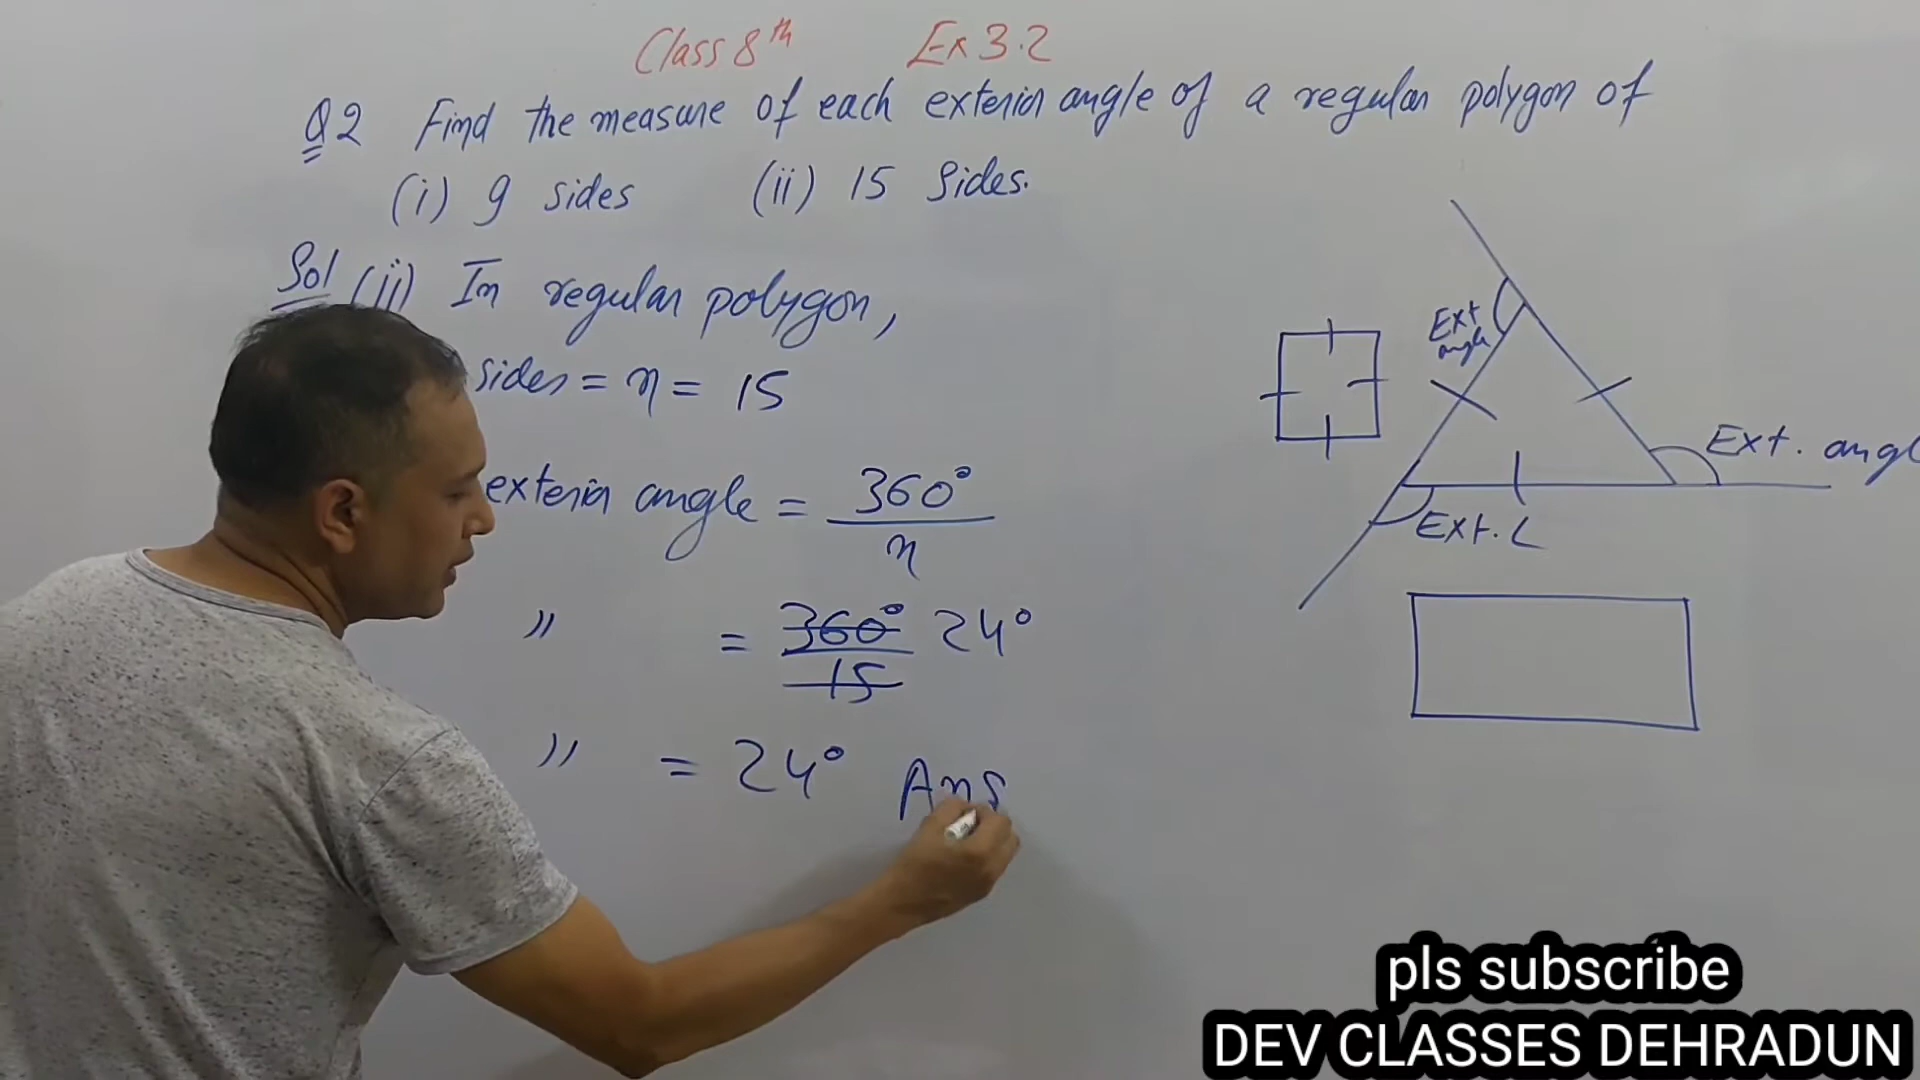 Class 8th Ex 3.2
Q2 Find the measure of each exterior angle of a regular polygon of
(i) 9 sides (ii) 15 Sides.
Sol (ii) In regular polygon,
sides = n = 15
exterior angle = 360°
n
" = 360° 24°
15
" = 24° Ans
Ext
angle
Ext. angl
Ext. ∠
pls subscribe
DEV CLASSES DEHRADUN